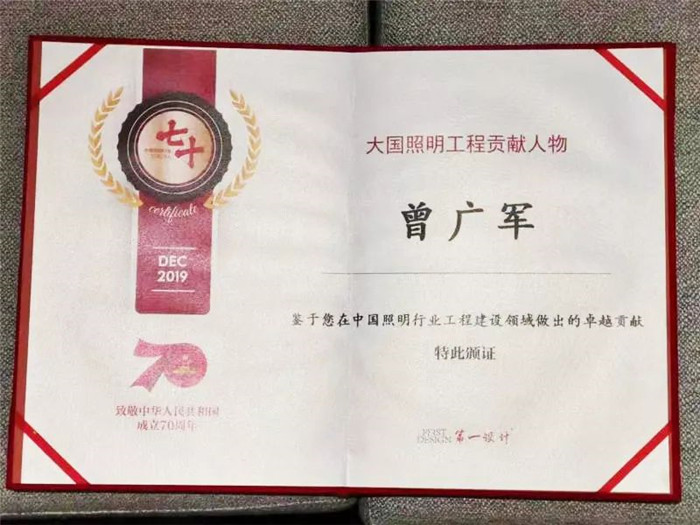 七十
certificate
DEC
2019
70
致敬中华人民共和国
成立70周年
大国照明工程贡献人物
曾广军
鉴于您在中国照明行业工程建设领域做出的卓越贡献
特此颁证
FIRST
DESIGN
第一设计